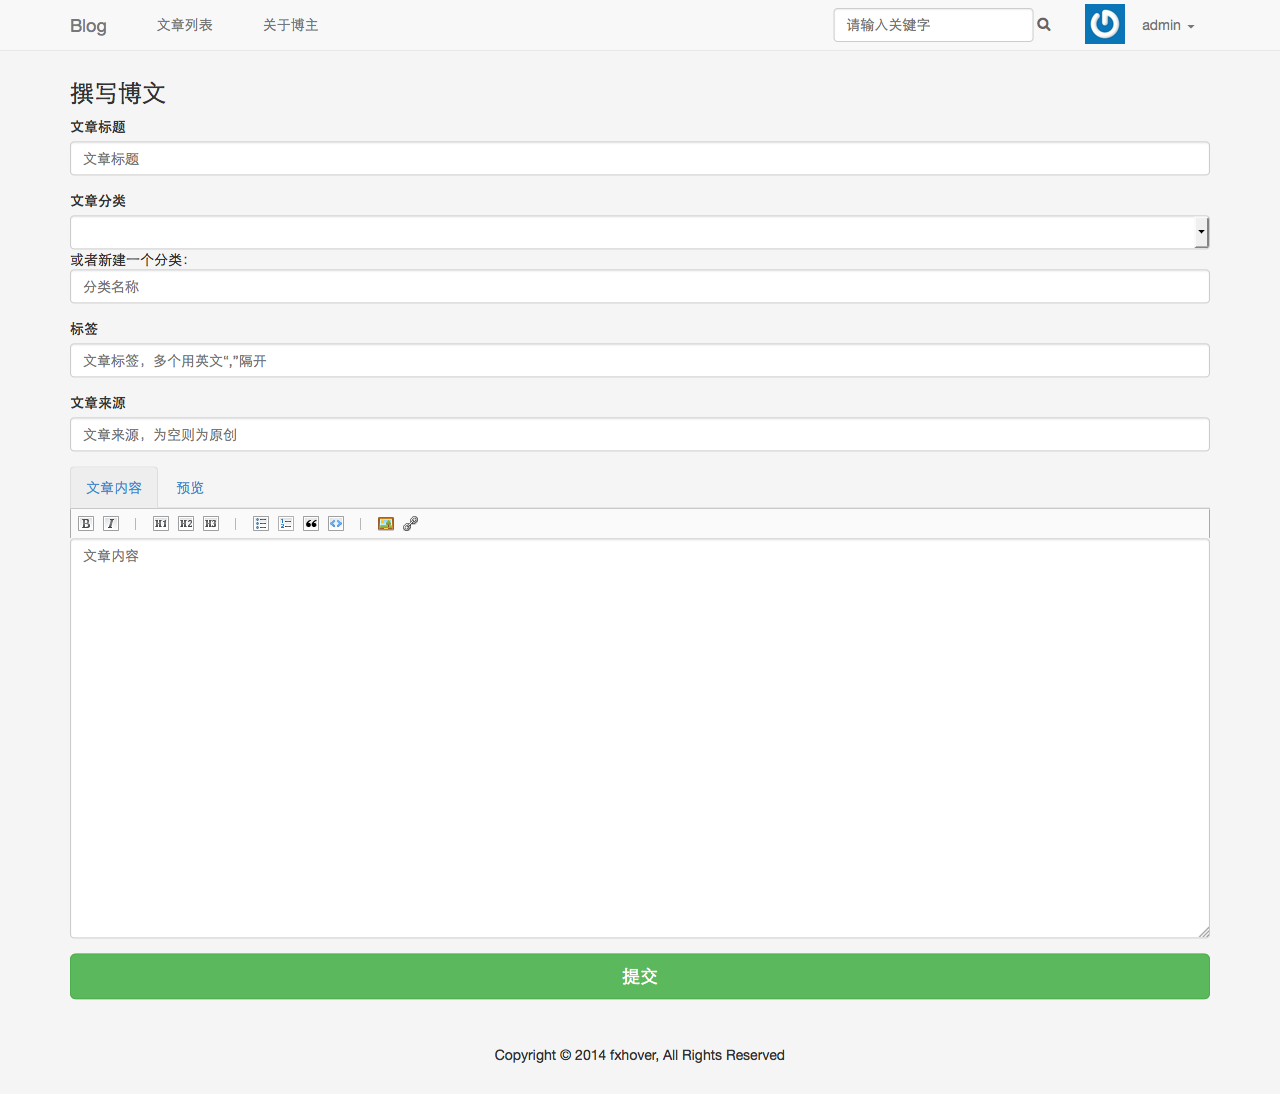 Blog 文章列表 关于博主 请输入关键字 admin
撰写博文
文章标题
文章标题
文章分类
或者新建一个分类：
分类名称
标签
文章标签，多个用英文“,”隔开
文章来源
文章来源，为空则为原创
文章内容 预览
B I | H1 H2 H3 | |
文章内容
提交
Copyright © 2014 fxhover, All Rights Reserved